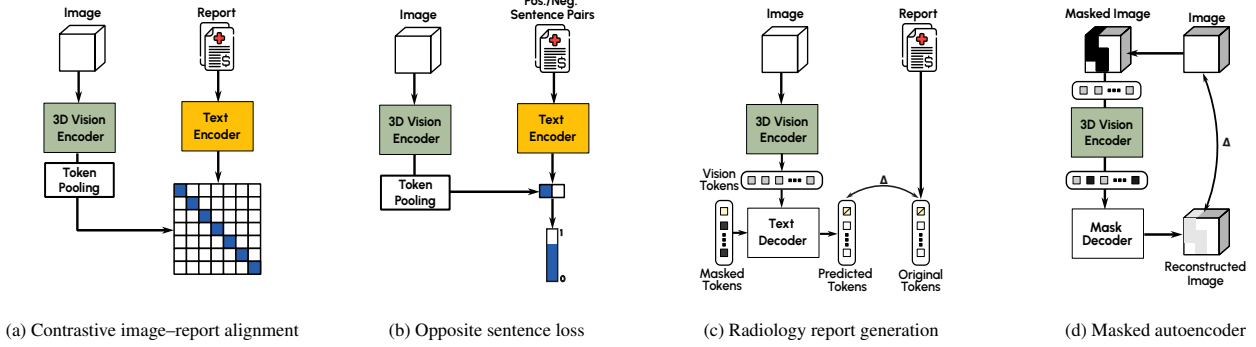 Image
Report
3D Vision
Encoder
Text
Encoder
Token
Pooling
(a) Contrastive image–report alignment
Image
Pos./Neg.
Sentence Pairs
3D Vision
Encoder
Text
Encoder
Token
Pooling
1
0
(b) Opposite sentence loss
Image
Report
3D Vision
Encoder
Vision
Tokens
Δ
Text
Decoder
Masked
Tokens
Predicted
Tokens
Original
Tokens
(c) Radiology report generation
Masked Image
Image
3D Vision
Encoder
Δ
Mask
Decoder
Reconstructed
Image
(d) Masked autoencoder